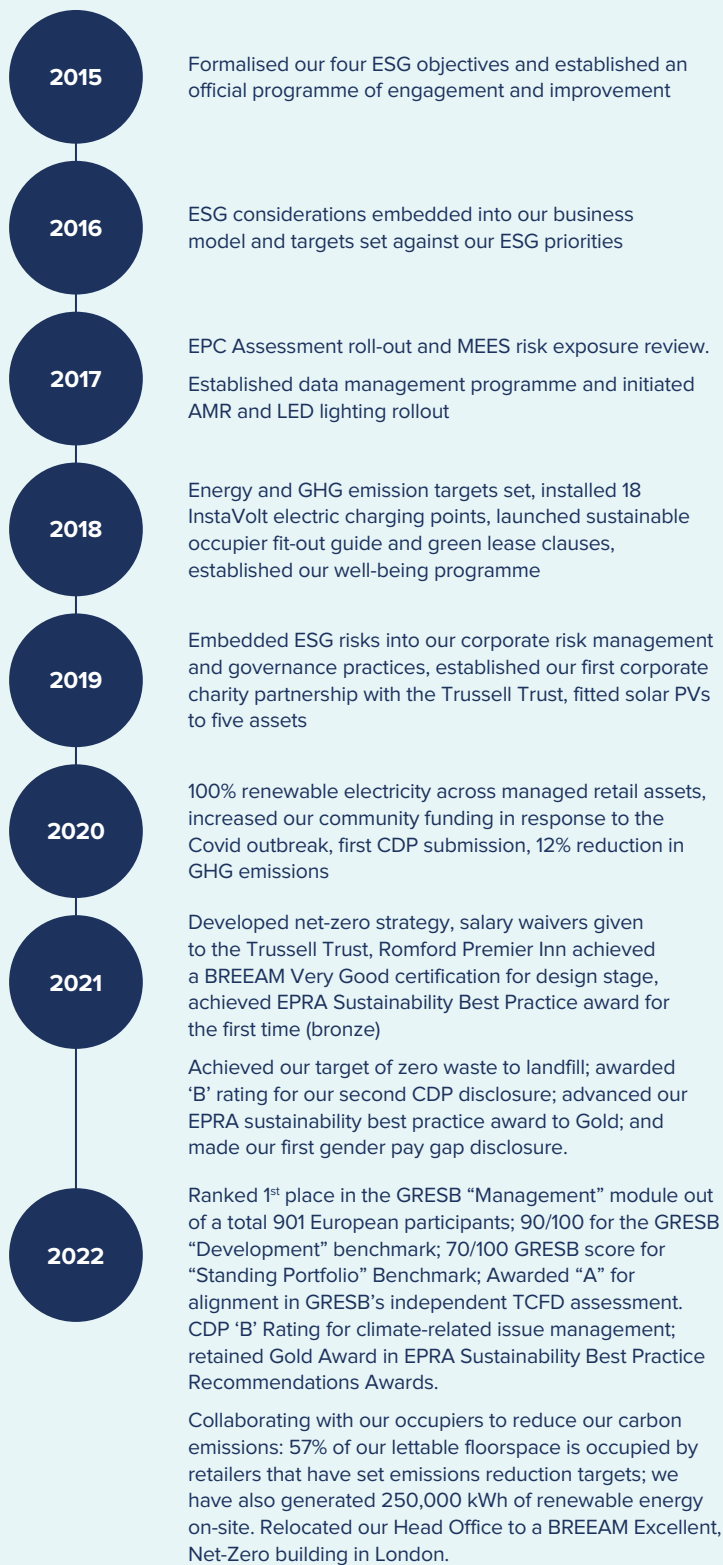 2015
Formalised our four ESG objectives and established an
official programme of engagement and improvement
2016
ESG considerations embedded into our business
model and targets set against our ESG priorities
2017
EPC Assessment roll-out and MEES risk exposure review.
Established data management programme and initiated
AMR and LED lighting rollout
2018
Energy and GHG emission targets set, installed 18
InstaVolt electric charging points, launched sustainable
occupier fit-out guide and green lease clauses,
established our well-being programme
2019
Embedded ESG risks into our corporate risk management
and governance practices, established our first corporate
charity partnership with the Trussell Trust, fitted solar PVs
to five assets
2020
100% renewable electricity across managed retail assets,
increased our community funding in response to the
Covid outbreak, first CDP submission, 12% reduction in
GHG emissions
2021
Developed net-zero strategy, salary waivers given
to the Trussell Trust, Romford Premier Inn achieved
a BREEAM Very Good certification for design stage,
achieved EPRA Sustainability Best Practice award for
the first time (bronze)
Achieved our target of zero waste to landfill; awarded
‘B’ rating for our second CDP disclosure; advanced our
EPRA sustainability best practice award to Gold; and
made our first gender pay gap disclosure.
2022
Ranked 1st place in the GRESB “Management” module out
of a total 901 European participants; 90/100 for the GRESB
“Development” benchmark; 70/100 GRESB score for
“Standing Portfolio” Benchmark; Awarded “A” for
alignment in GRESB’s independent TCFD assessment.
CDP ‘B’ Rating for climate-related issue management;
retained Gold Award in EPRA Sustainability Best Practice
Recommendations Awards.
Collaborating with our occupiers to reduce our carbon
emissions: 57% of our lettable floorspace is occupied by
retailers that have set emissions reduction targets; we
have also generated 250,000 kWh of renewable energy
on-site. Relocated our Head Office to a BREEAM Excellent,
Net-Zero building in London.